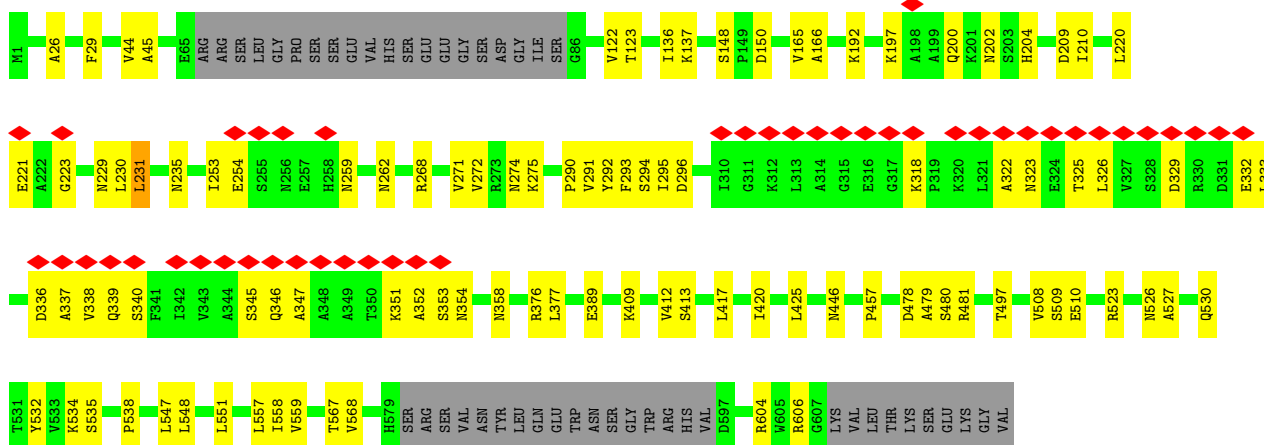 M1 A26 F29 V44 A45 E65 ARG ARG SER LEU GLY PRO SER SER GLU VAL HIS SER GLU GLU GLY SER ASP GLY ILE SER G86 V122 T123 I136 K137 S148 P149 D150 V165 A166 K192 K197 A198 A199 Q200 K201 N202 S203 H204 D209 I210 L220
E221 A222 G223 N229 L230 L231 N235 I253 E254 S255 N256 E257 H258 N259 N262 R268 V271 V272 R273 N274 K275 P290 V291 Y292 F293 S294 I295 D296 I310 G311 K312 L313 A314 G315 E316 G317 K318 P319 K320 L321 A322 N323 E324 T325 L326 V327 S328 D329 R330 D331 E332 L333
D336 A337 V338 Q339 S340 F341 I342 V343 A344 S345 Q346 A347 A348 A349 T350 K351 A352 S353 N354 N358 R376 L377 E389 K409 V412 S413 L417 I420 L425 N446 P457 D478 A479 S480 R481 T497 V508 S509 E510 R523 N526 A527 Q530
T531 Y532 V533 K534 S535 P538 L547 L548 L551 L557 I558 V559 T567 V568 H579 SER ARG SER VAL ASN TYR LEU GLN GLU TRP ASN SER GLY TRP ARG HIS VAL D597 R604 W605 R606 G607 LYS VAL LEU THR LYS SER GLU LYS GLY VAL